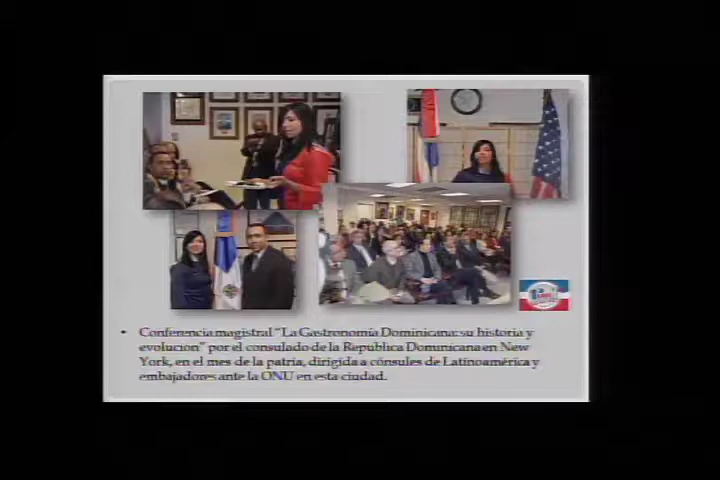 • Conferencia magistral "La Gastronomía Dominicana: su historia y
evolución" por el consulado de la República Dominicana en New
York, en el mes de la patria, dirigida a cónsules de Latinoamérica y
embajadores ante la ONU en esta ciudad.